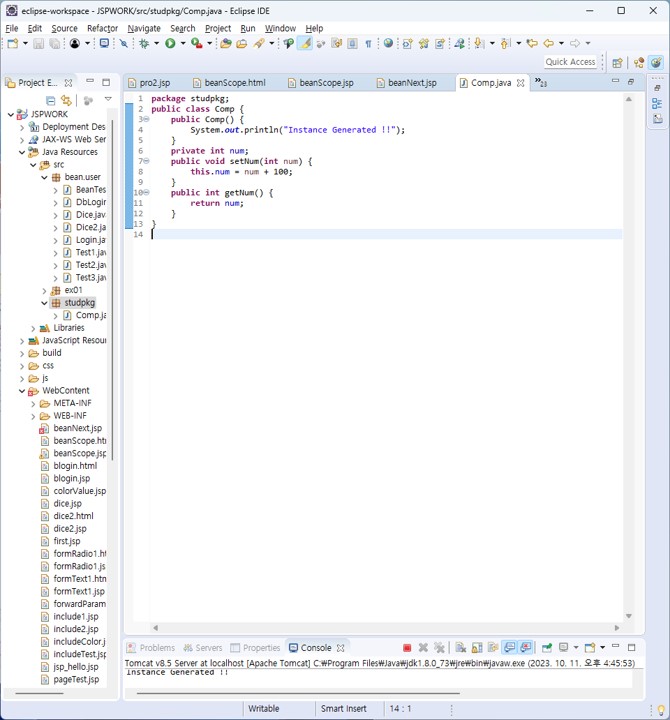 eclipse-workspace - JSPWORK/src/studpkg/Comp.java - Eclipse IDE
File Edit Source Refactor Navigate Search Project Run Window Help
Quick Access
Project E...
pro2.jsp beanScope.html beanScope.jsp beanNext.jsp Comp.java »23
JSPWORK
Deployment Des
JAX-WS Web Ser
Java Resources
src
bean.user
BeanTes
DbLogin
Dice.java
Dice2.jav
Login.jav
Test1.jav
Test2.jav
Test3.jav
ex01
studpkg
Comp.ja
Libraries
JavaScript Resour
build
css
js
WebContent
META-INF
WEB-INF
beanNext.jsp
beanScope.htm
beanScope.jsp
blogin.html
blogin.jsp
colorValue.jsp
dice.jsp
dice2.html
dice2.jsp
first.jsp
formRadio1.ht
formRadio1.js
formText1.htm
formText1.jsp
forwardParam
include1.jsp
include2.jsp
includeColor.j
includeTest.jsp
jsp_hello.jsp
pageTest.jsp
1 package studpkg;
2 public class Comp {
3 public Comp() {
4 System.out.println("Instance Generated !!");
5 }
6 private int num;
7 public void setNum(int num) {
8 this.num = num + 100;
9 }
10 public int getNum() {
11 return num;
12 }
13 }
14
Problems Servers Properties Console
Tomcat v8.5 Server at localhost [Apache Tomcat] C:₩Program Files₩Java₩jdk1.8.0_73₩jre₩bin₩javaw.exe (2023. 10. 11. 오후 4:45:53)
Instance Generated !!
Writable Smart Insert 14 : 1